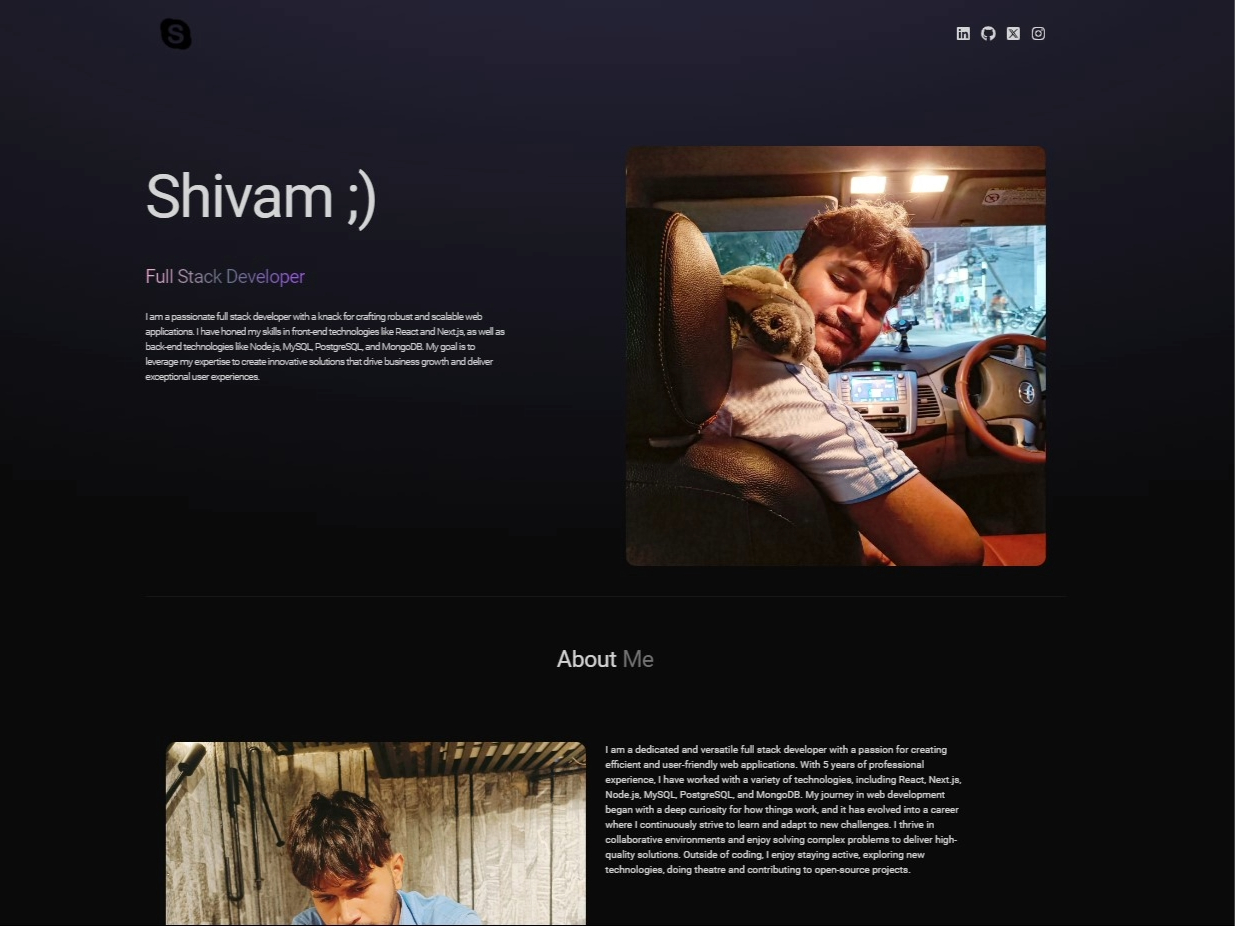 S
Shivam ;)
Full Stack Developer
I am a passionate full stack developer with a knack for crafting robust and scalable web
applications. I have honed my skills in front-end technologies like React and Next.js, as well as
back-end technologies like Node.js, MySQL, PostgreSQL, and MongoDB. My goal is to
leverage my expertise to create innovative solutions that drive business growth and deliver
exceptional user experiences.
About Me
I am a dedicated and versatile full stack developer with a passion for creating
efficient and user-friendly web applications. With 5 years of professional
experience, I have worked with a variety of technologies, including React, Next.js,
Node.js, MySQL, PostgreSQL, and MongoDB. My journey in web development
began with a deep curiosity for how things work, and it has evolved into a career
where I continuously strive to learn and adapt to new challenges. I thrive in
collaborative environments and enjoy solving complex problems to deliver high-
quality solutions. Outside of coding, I enjoy staying active, exploring new
technologies, doing theatre and contributing to open-source projects.